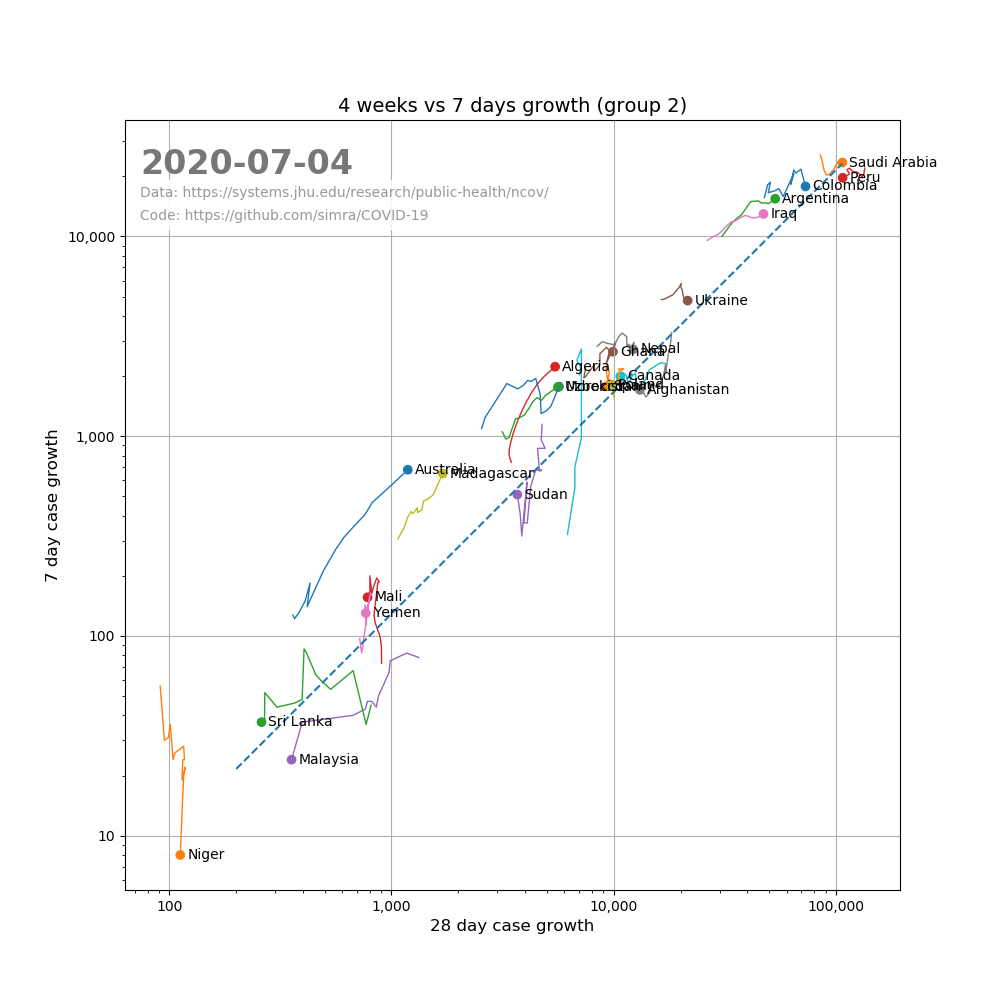 4 weeks vs 7 days growth (group 2)
2020-07-04
Data: https://systems.jhu.edu/research/public-health/ncov/
Code: https://github.com/simra/COVID-19
Saudi Arabia
Peru
Colombia
Argentina
Iraq
10,000
Ukraine
Nepal
Ghana
Algeria
Canada
Poland
Afghanistan
1,000
Australia
Madagascar
Sudan
Mali
Yemen
100
Sri Lanka
Malaysia
10
Niger
100
1,000
10,000
100,000
28 day case growth
7 day case growth